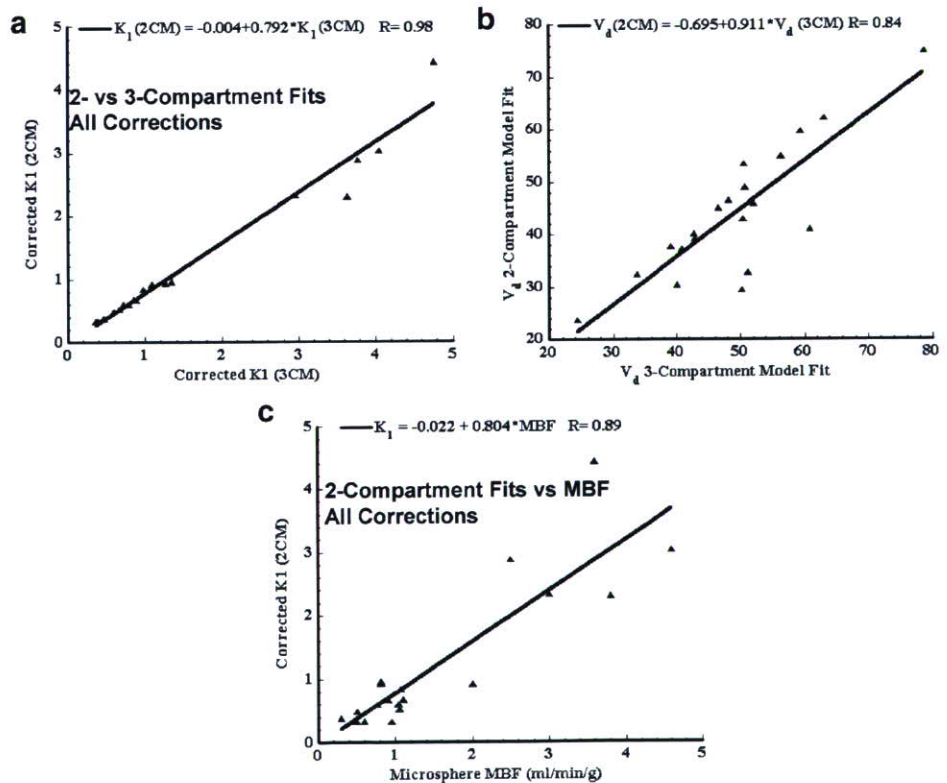 a
K1(2CM) = -0.004+0.792*K1(3CM) R= 0.98
2- vs 3-Compartment Fits
All Corrections
Corrected K1 (2CM)
5
4
3
2
1
0
0 1 2 3 4 5
Corrected K1 (3CM)
b
Vd(2CM) = -0.695+0.911*Vd (3CM) R= 0.84
Vd 2-Compartment Model Fit
80
70
60
50
40
30
20
20 30 40 50 60 70 80
Vd 3-Compartment Model Fit
c
K1 = -0.022 + 0.804*MBF R= 0.89
2-Compartment Fits vs MBF
All Corrections
Corrected K1 (2CM)
5
4
3
2
1
0
0 1 2 3 4 5
Microsphere MBF (ml/min/g)